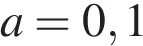 a = 0, 1